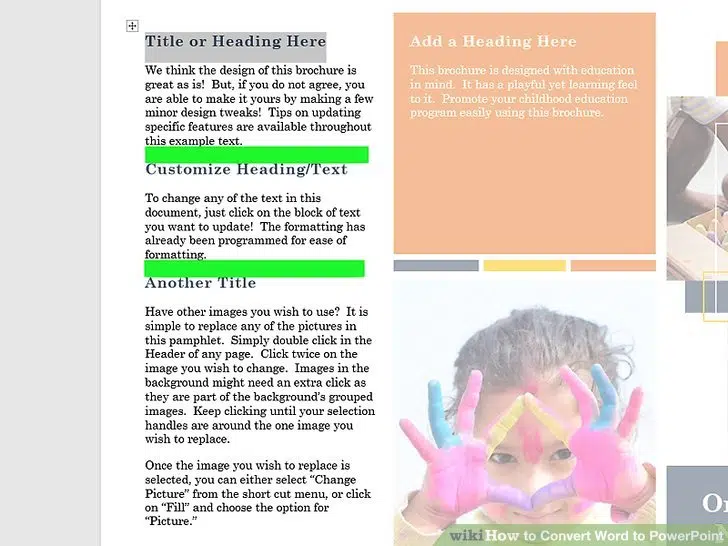 Title or Heading Here
We think the design of this brochure is
great as is!  But, if you do not agree, you
are able to make it yours by making a few
minor design tweaks!  Tips on updating
specific features are available throughout
this example text.
Customize Heading/Text
To change any of the text in this
document, just click on the block of text
you want to update!  The formatting has
already been programmed for ease of
formatting.
Another Title
Have other images you wish to use?  It is
simple to replace any of the pictures in
this pamphlet.  Simply double click in the
Header of any page.  Click twice on the
image you wish to change.  Images in the
background might need an extra click as
they are part of the background's grouped
images.  Keep clicking until your selection
handles are around the one image you
wish to replace.
Once the image you wish to replace is
selected, you can either select “Change
Picture” from the short cut menu, or click
on “Fill” and choose the option for
“Picture.”
Add a Heading Here
This brochure is designed with education
in mind.  It has a playful yet learning feel
to it.  Promote your childhood education
program easily using this brochure.
wikiHow to Convert Word to PowerPoint